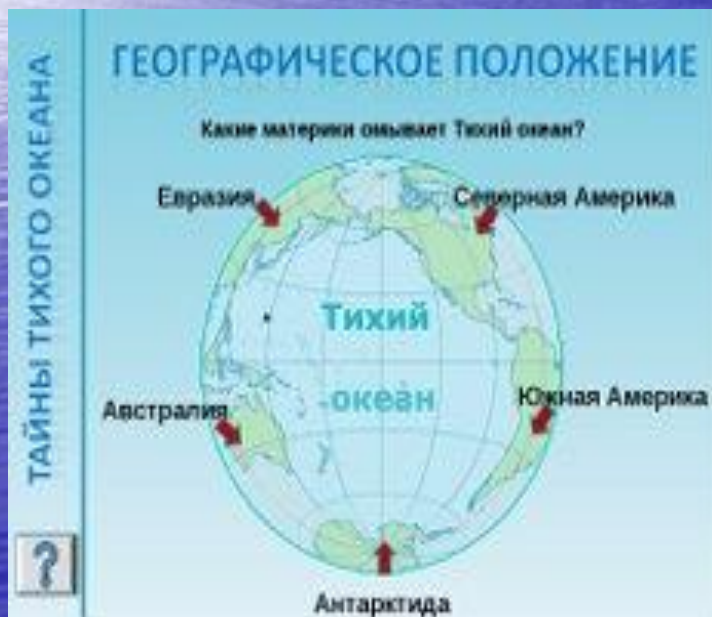 ТАЙНЫ ТИХОГО ОКЕАНА
ГЕОГРАФИЧЕСКОЕ ПОЛОЖЕНИЕ
Какие материки омывает Тихий океан?
Евразия
Северная Америка
Тихий
океан
Австралия
Южная Америка
Антарктида
?